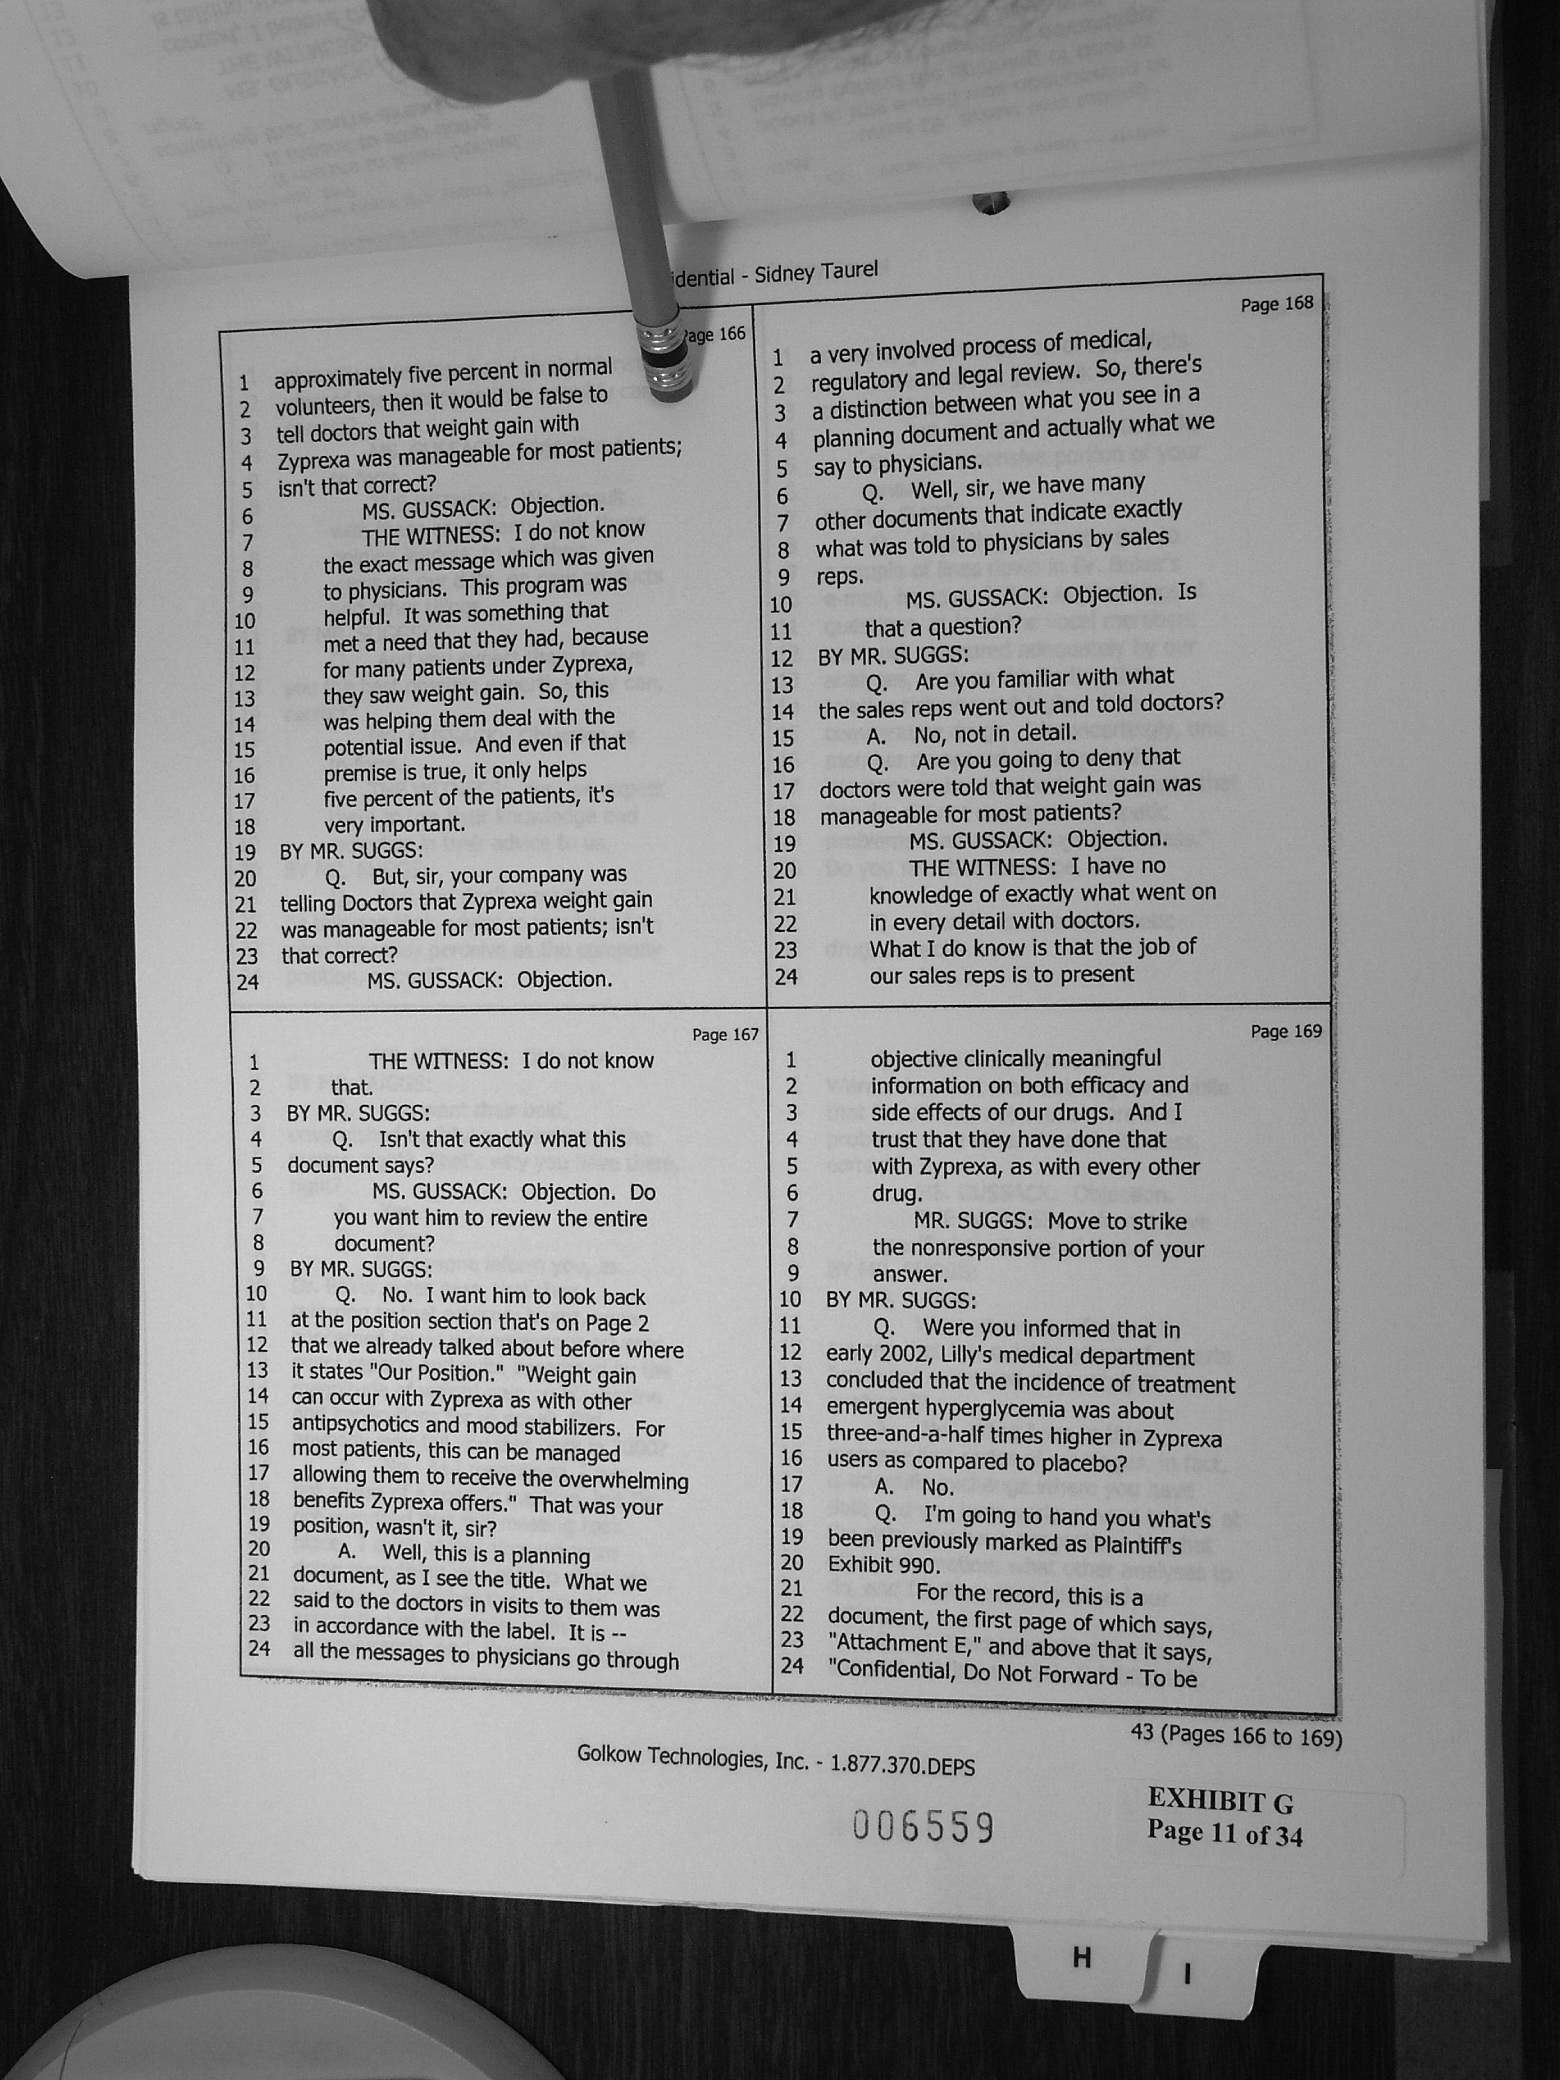 idential - Sidney Taurel
Page 166
1 approximately five percent in normal
2 volunteers, then it would be false to
3 tell doctors that weight gain with
4 Zyprexa was manageable for most patients;
5 isn't that correct?
6 MS. GUSSACK: Objection.
7 THE WITNESS: I do not know
8 the exact message which was given
9 to physicians. This program was
10 helpful. It was something that
11 met a need that they had, because
12 for many patients under Zyprexa,
13 they saw weight gain. So, this
14 was helping them deal with the
15 potential issue. And even if that
16 premise is true, it only helps
17 five percent of the patients, it's
18 very important.
19 BY MR. SUGGS:
20 Q. But, sir, your company was
21 telling Doctors that Zyprexa weight gain
22 was manageable for most patients; isn't
23 that correct?
24 MS. GUSSACK: Objection.
Page 167
1 THE WITNESS: I do not know
2 that.
3 BY MR. SUGGS:
4 Q. Isn't that exactly what this
5 document says?
6 MS. GUSSACK: Objection. Do
7 you want him to review the entire
8 document?
9 BY MR. SUGGS:
10 Q. No. I want him to look back
11 at the position section that's on Page 2
12 that we already talked about before where
13 it states "Our Position." "Weight gain
14 can occur with Zyprexa as with other
15 antipsychotics and mood stabilizers. For
16 most patients, this can be managed
17 allowing them to receive the overwhelming
18 benefits Zyprexa offers." That was your
19 position, wasn't it, sir?
20 A. Well, this is a planning
21 document, as I see the title. What we
22 said to the doctors in visits to them was
23 in accordance with the label. It is --
24 all the messages to physicians go through
Page 168
1 a very involved process of medical,
2 regulatory and legal review. So, there's
3 a distinction between what you see in a
4 planning document and actually what we
5 say to physicians.
6 Q. Well, sir, we have many
7 other documents that indicate exactly
8 what was told to physicians by sales
9 reps.
10 MS. GUSSACK: Objection. Is
11 that a question?
12 BY MR. SUGGS:
13 Q. Are you familiar with what
14 the sales reps went out and told doctors?
15 A. No, not in detail.
16 Q. Are you going to deny that
17 doctors were told that weight gain was
18 manageable for most patients?
19 MS. GUSSACK: Objection.
20 THE WITNESS: I have no
21 knowledge of exactly what went on
22 in every detail with doctors.
23 What I do know is that the job of
24 our sales reps is to present
Page 169
1 objective clinically meaningful
2 information on both efficacy and
3 side effects of our drugs. And I
4 trust that they have done that
5 with Zyprexa, as with every other
6 drug.
7 MR. SUGGS: Move to strike
8 the nonresponsive portion of your
9 answer.
10 BY MR. SUGGS:
11 Q. Were you informed that in
12 early 2002, Lilly's medical department
13 concluded that the incidence of treatment
14 emergent hyperglycemia was about
15 three-and-a-half times higher in Zyprexa
16 users as compared to placebo?
17 A. No.
18 Q. I'm going to hand you what's
19 been previously marked as Plaintiff's
20 Exhibit 990.
21 For the record, this is a
22 document, the first page of which says,
23 "Attachment E," and above that it says,
24 "Confidential, Do Not Forward - To be
43 (Pages 166 to 169)
Golkow Technologies, Inc. - 1.877.370.DEPS
006559
EXHIBIT G
Page 11 of 34
H
I